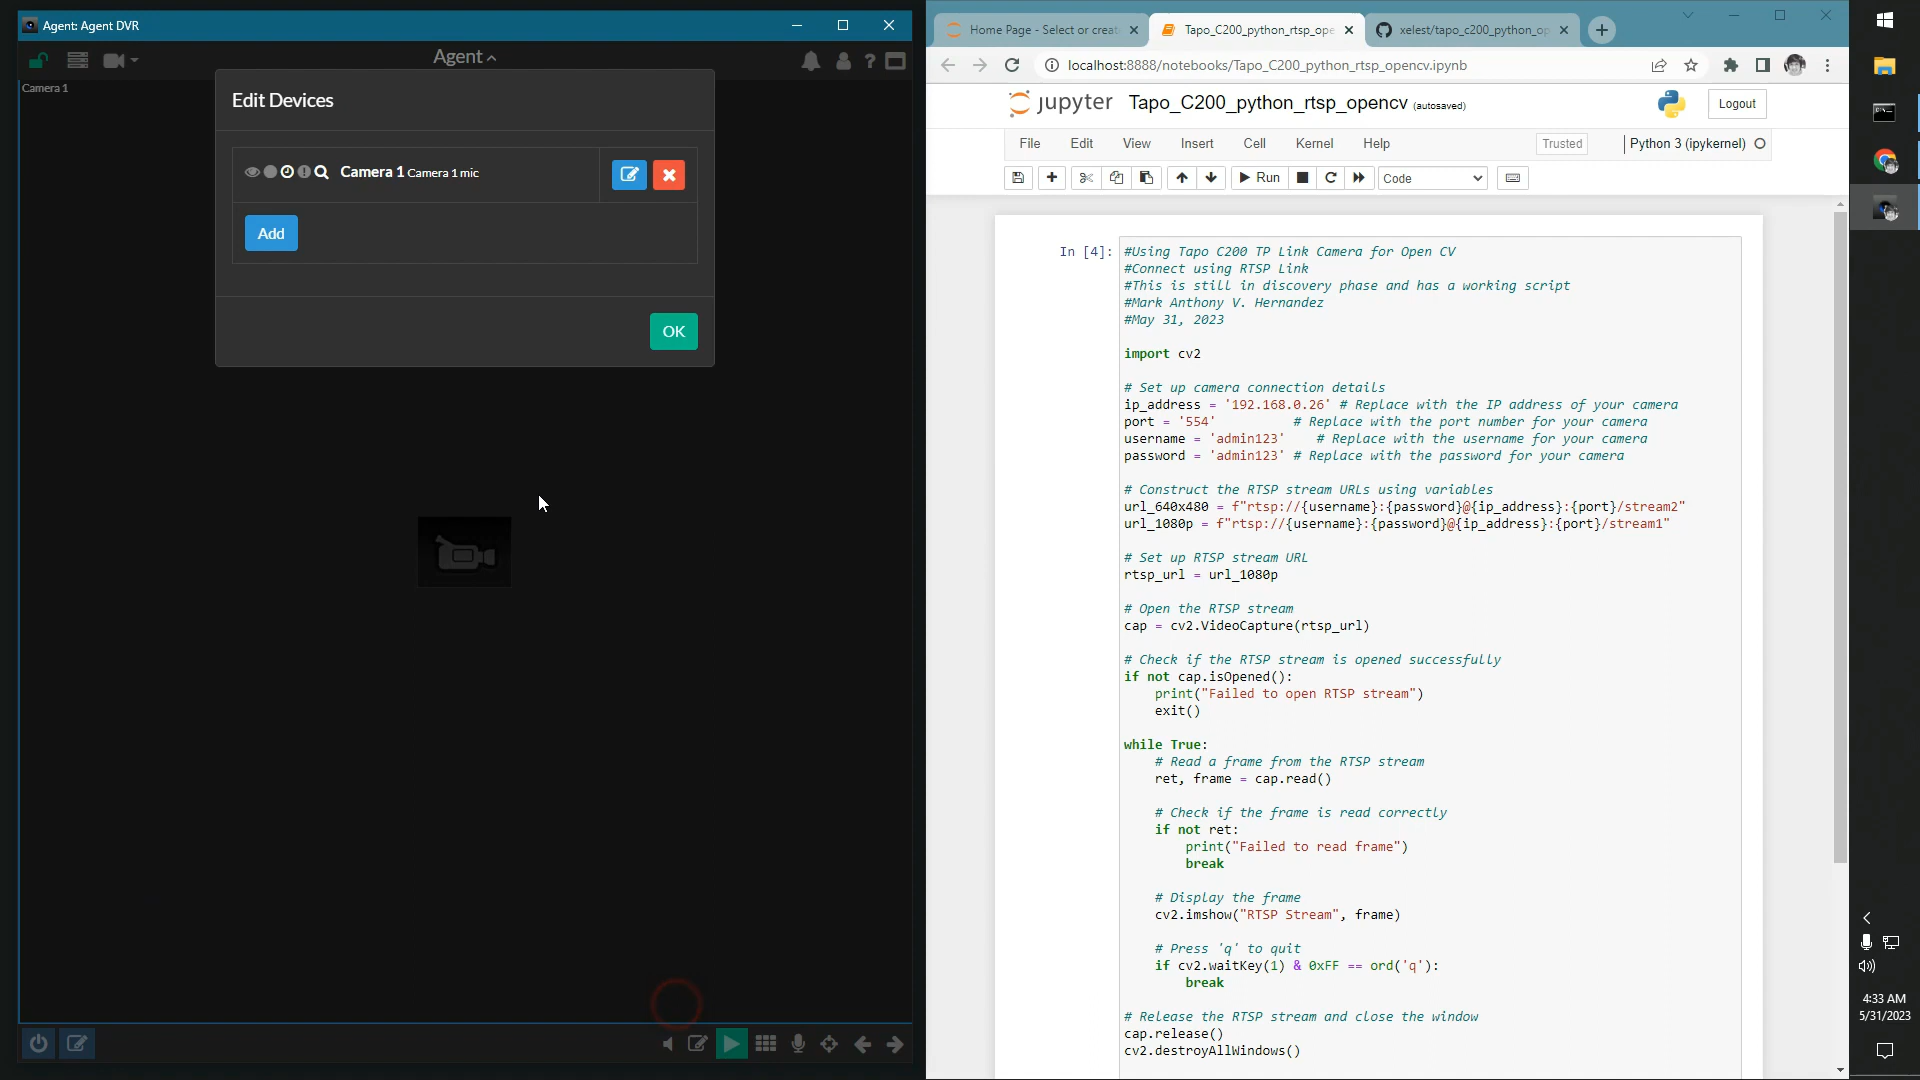 Agent: Agent DVR
Agent
Camera 1
Edit Devices
Camera 1 Camera 1 mic
Add
OK
Home Page - Select or creat
Tapo_C200_python_rtsp_ope
xelest/tapo_c200_python_op
localhost:8888/notebooks/Tapo_C200_python_rtsp_opencv.ipynb
jupyter Tapo_C200_python_rtsp_opencv (autosaved)
Logout
File Edit View Insert Cell Kernel Help
Trusted
Python 3 (ipykernel)
Run
Code
In [4]:
#Using Tapo C200 TP Link Camera for Open CV
#Connect using RTSP Link
#This is still in discovery phase and has a working script
#Mark Anthony V. Hernandez
#May 31, 2023
import cv2
# Set up camera connection details
ip_address = '192.168.0.26' # Replace with the IP address of your camera
port = '554' # Replace with the port number for your camera
username = 'admin123' # Replace with the username for your camera
password = 'admin123' # Replace with the password for your camera
# Construct the RTSP stream URLs using variables
url_640x480 = f"rtsp://{username}:{password}@{ip_address}:{port}/stream2"
url_1080p = f"rtsp://{username}:{password}@{ip_address}:{port}/stream1"
# Set up RTSP stream URL
rtsp_url = url_1080p
# Open the RTSP stream
cap = cv2.VideoCapture(rtsp_url)
# Check if the RTSP stream is opened successfully
if not cap.isOpened():
print("Failed to open RTSP stream")
exit()
while True:
# Read a frame from the RTSP stream
ret, frame = cap.read()
# Check if the frame is read correctly
if not ret:
print("Failed to read frame")
break
# Display the frame
cv2.imshow("RTSP Stream", frame)
# Press 'q' to quit
if cv2.waitKey(1) & 0xFF == ord('q'):
break
# Release the RTSP stream and close the window
cap.release()
cv2.destroyAllWindows()
4:33 AM
5/31/2023